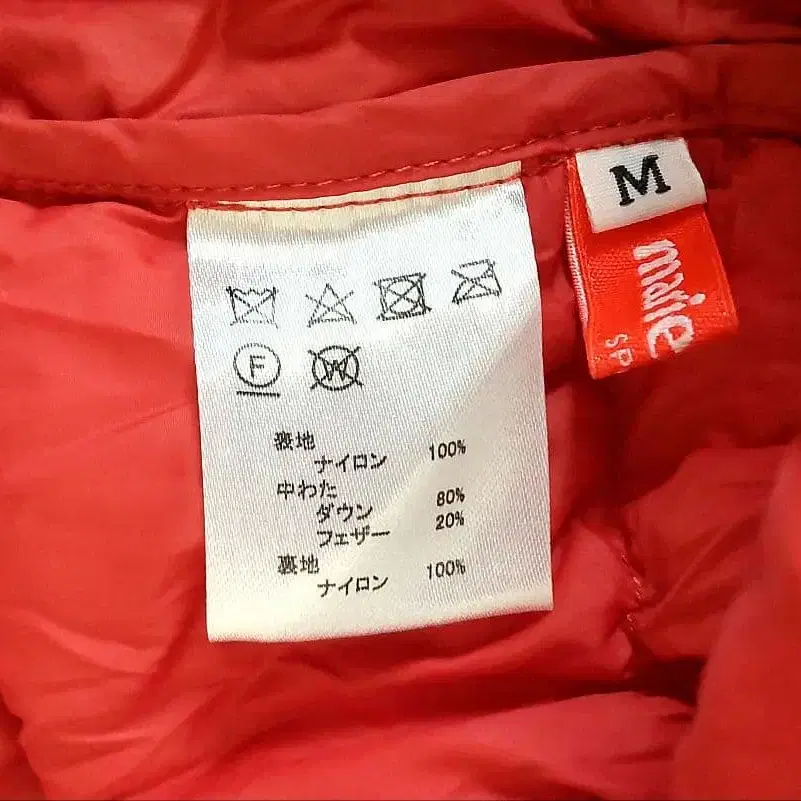 M
marie
SP
F
W
表地
ナイロン 100%
中わた
ダウン 80%
フェザー 20%
裏地
ナイロン 100%